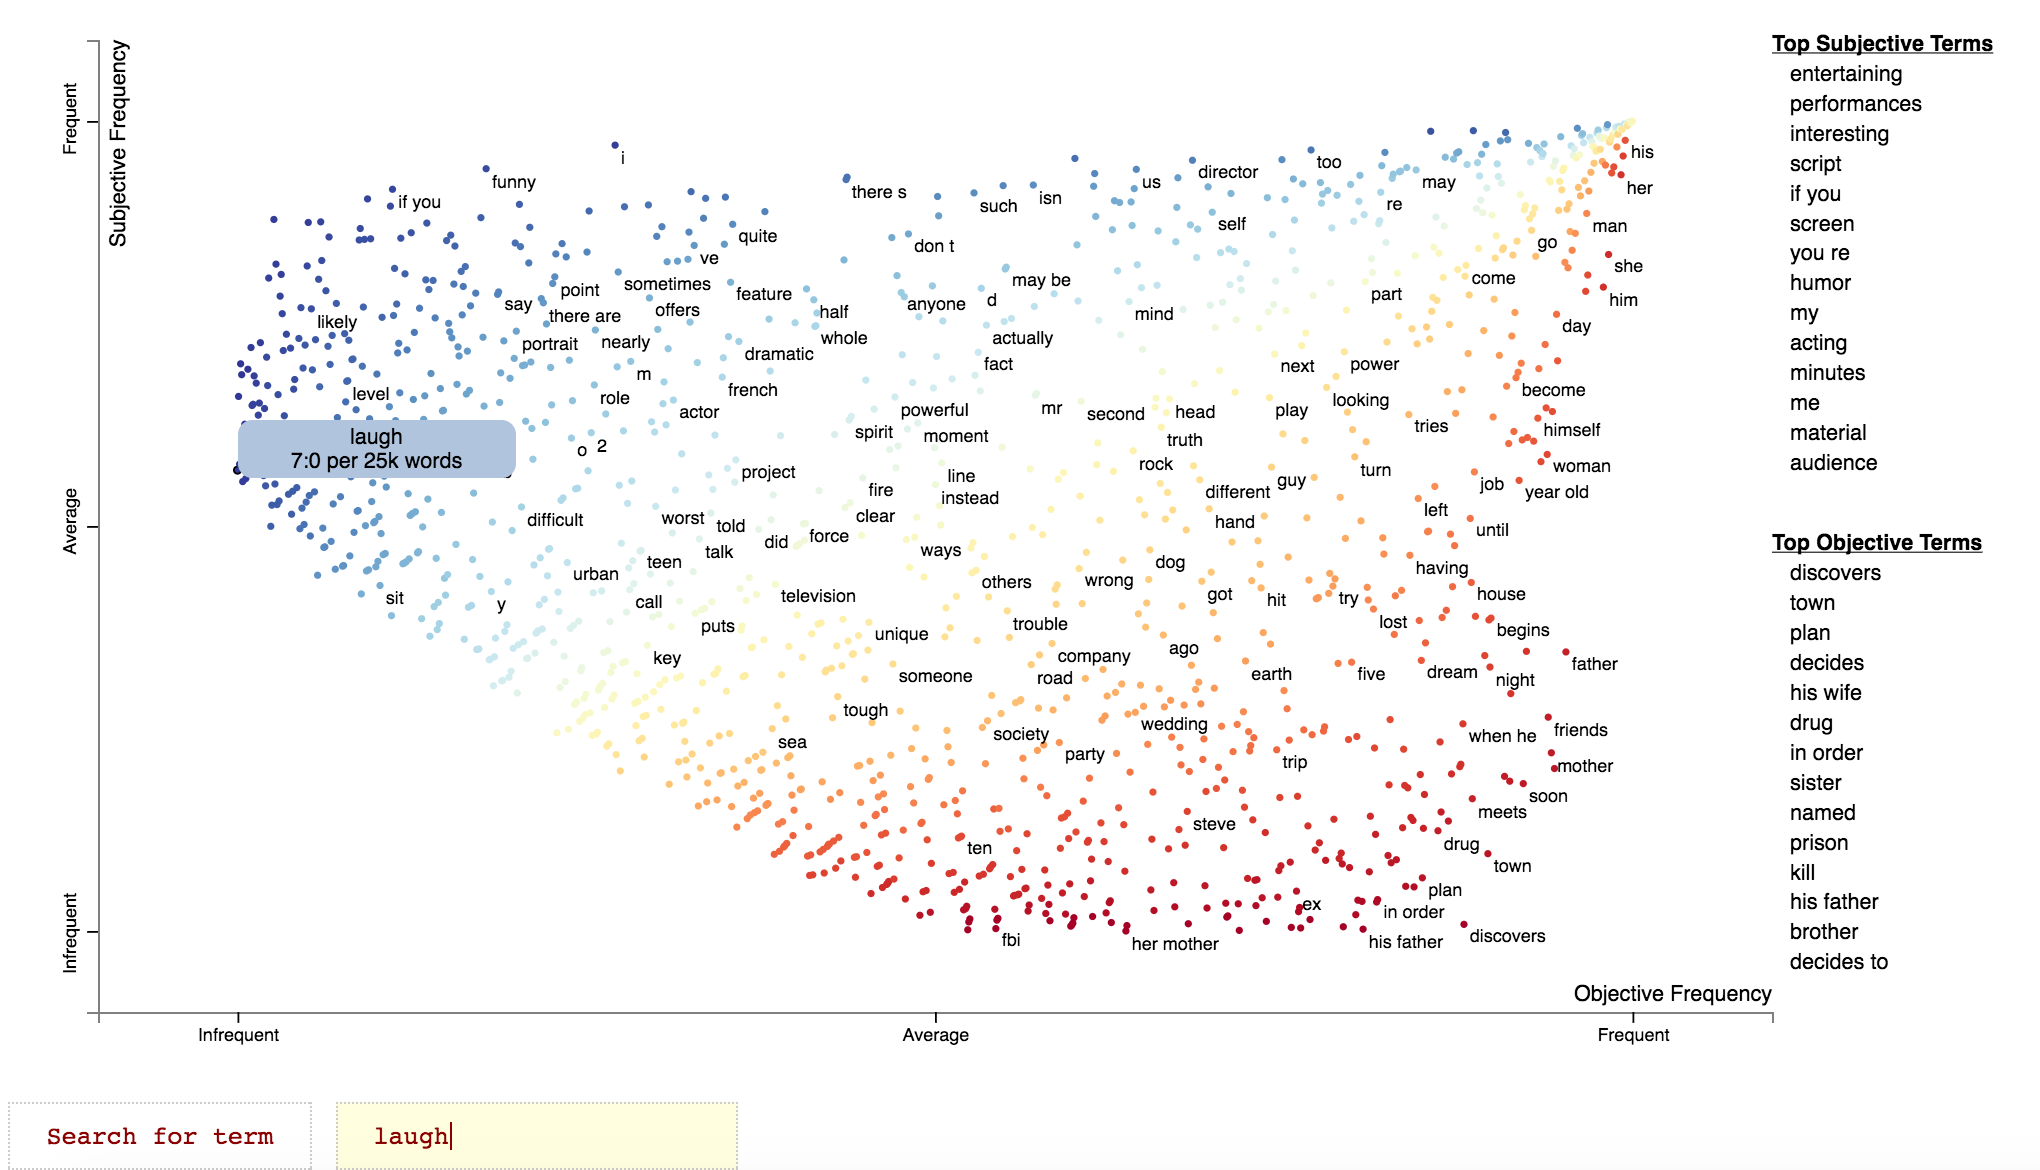 Subjective Frequency
Frequent
Average
Infrequent
i
funny
if you
there s
such
isn
us
director
too
may
re
self
his
her
man
go
she
him
come
part
day
quite
ve
don t
sometimes
point
say
there are
offers
feature
half
whole
anyone
d
may be
actually
mind
likely
portrait
nearly
m
dramatic
french
fact
next
power
become
level
role
actor
powerful
mr
second
head
play
looking
tries
himself
spirit
moment
truth
laugh
7:0 per 25k words
o
2
project
line
instead
rock
different
guy
turn
job
woman
year old
fire
clear
difficult
worst
told
did
force
hand
left
until
talk
teen
ways
dog
having
urban
others
wrong
got
hit
try
house
sit
y
call
television
puts
unique
trouble
lost
begins
key
someone
company
road
ago
earth
five
dream
night
father
tough
society
wedding
when he
friends
sea
party
trip
mother
soon
meets
steve
ten
drug
town
plan
ex
in order
fbi
her mother
his father
discovers
Objective Frequency
Infrequent
Average
Frequent
Top Subjective Terms
entertaining
performances
interesting
script
if you
screen
you re
humor
my
acting
minutes
me
material
audience
Top Objective Terms
discovers
town
plan
decides
his wife
drug
in order
sister
named
prison
kill
his father
brother
decides to
Search for term
laugh